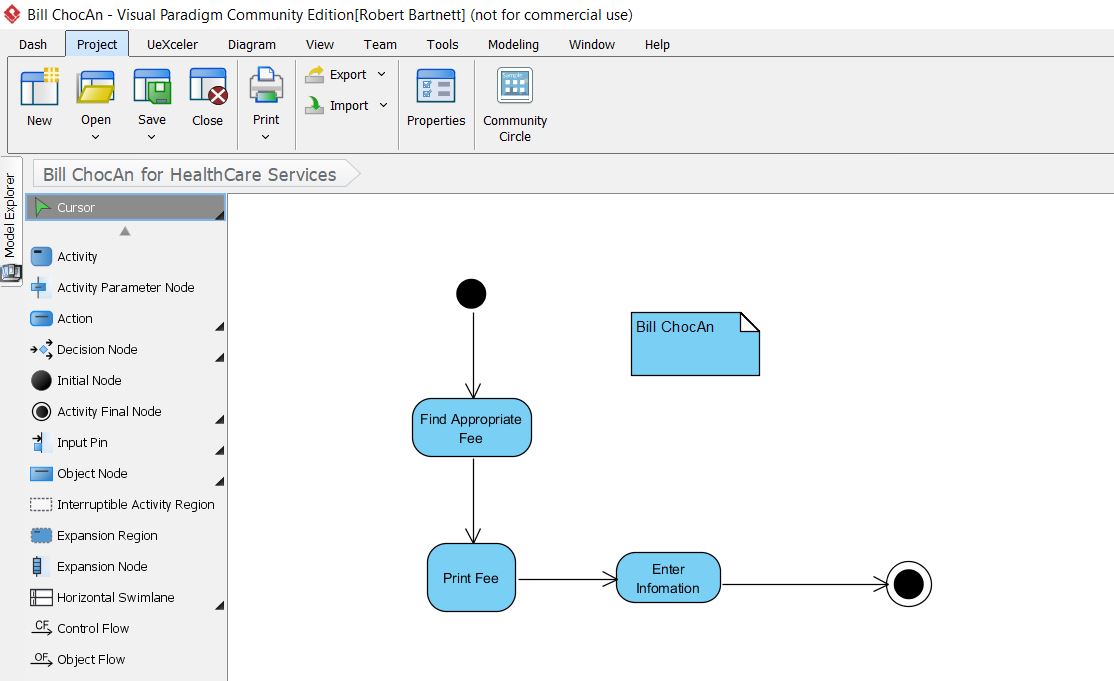 Bill ChocAn - Visual Paradigm Community Edition[Robert Bartnett] (not for commercial use)
Dash Project UeXceler Diagram View Team Tools Modeling Window Help
New
Open
Save
Close
Print
Export
Import
Properties
Sample
Community
Circle
Model Explorer
Bill ChocAn for HealthCare Services
Cursor
Activity
Activity Parameter Node
Action
Decision Node
Initial Node
Activity Final Node
Input Pin
Object Node
Interruptible Activity Region
Expansion Region
Expansion Node
Horizontal Swimlane
CF Control Flow
OF Object Flow
Bill ChocAn
Find Appropriate
Fee
Print Fee
Enter
Infomation